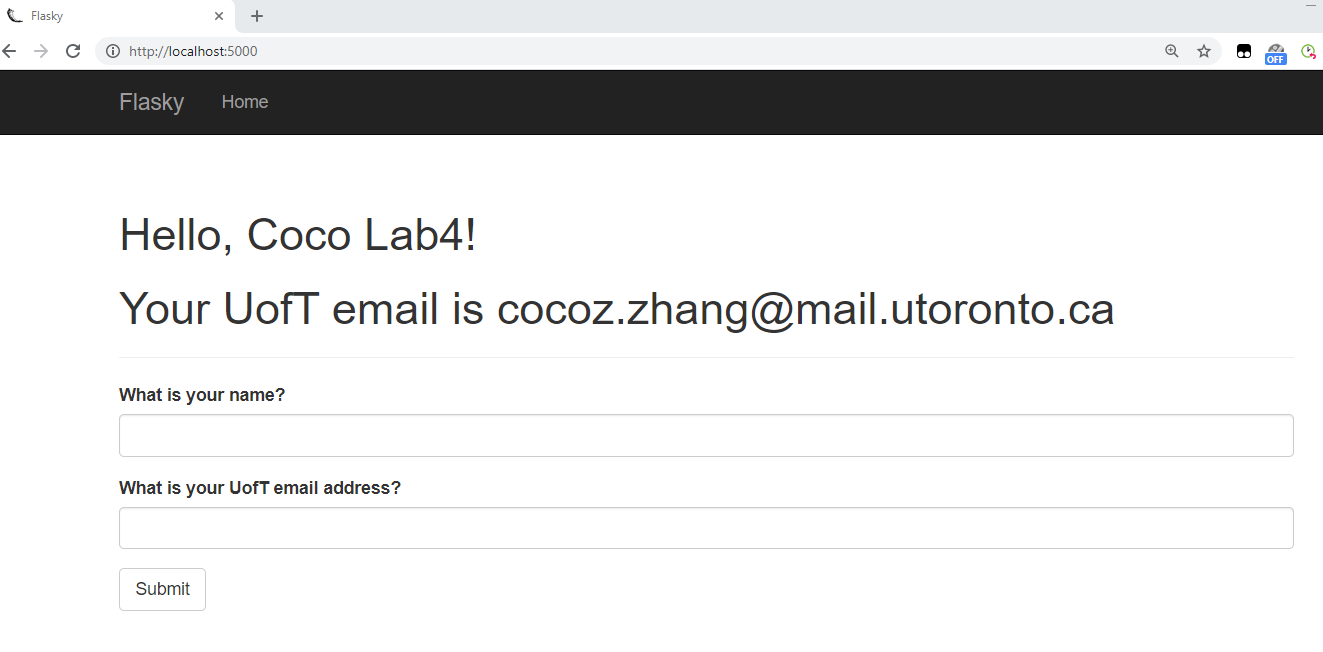 Flasky
http://localhost:5000
OFF
Flasky Home
Hello, Coco Lab4!
Your UofT email is cocoz.zhang@mail.utoronto.ca
What is your name?
What is your UofT email address?
Submit